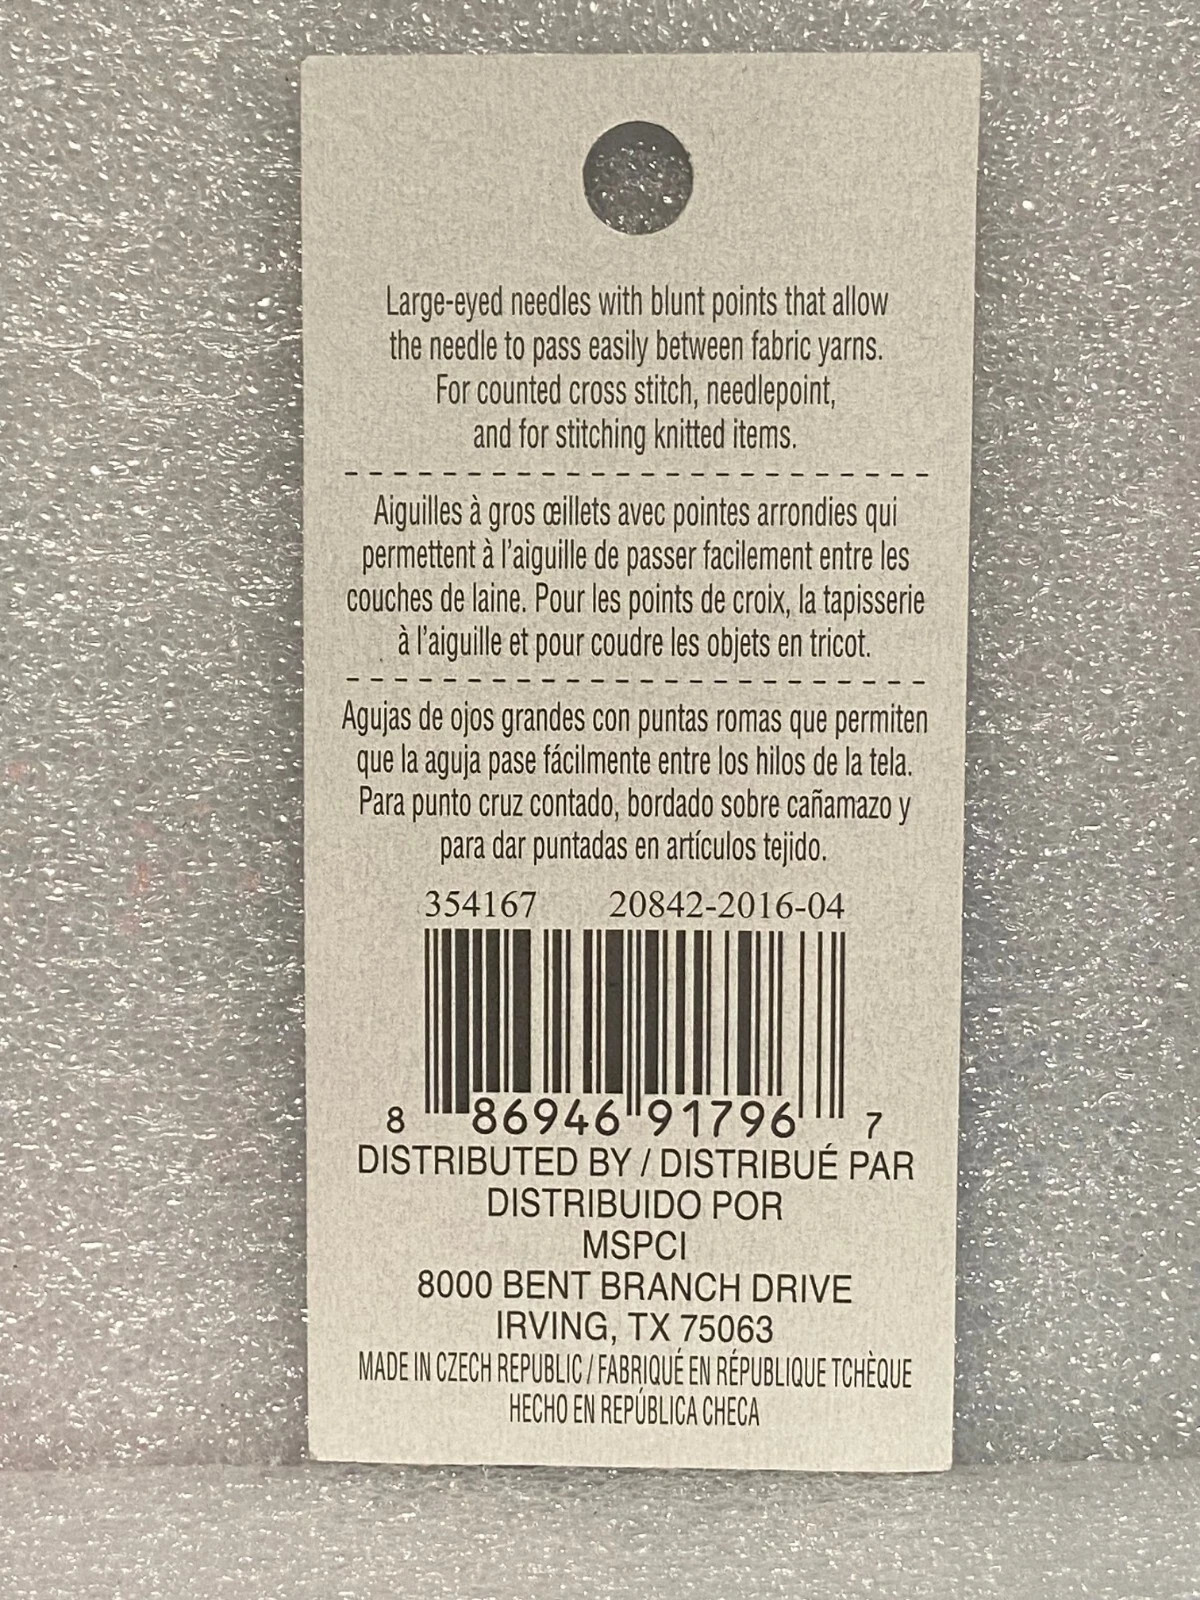 Large-eyed needles with blunt points that allow
the needle to pass easily between fabric yarns.
For counted cross stitch, needlepoint,
and for stitching knitted items.
Aiguilles à gros œillets avec pointes arrondies qui
permettent à l'aiguille de passer facilement entre les
couches de laine. Pour les points de croix, la tapisserie
à l'aiguille et pour coudre les objets en tricot.
Agujas de ojos grandes con puntas romas que permiten
que la aguja pase fácilmente entre los hilos de la tela.
Para punto cruz contado, bordado sobre cañamazo y
para dar puntadas en artículos tejido.
354167 20842-2016-04
8 86946 91796 7
DISTRIBUTED BY / DISTRIBUÉ PAR
DISTRIBUIDO POR
MSPCI
8000 BENT BRANCH DRIVE
IRVING, TX 75063
MADE IN CZECH REPUBLIC / FABRIQUÉ EN RÉPUBLIQUE TCHÈQUE
HECHO EN REPÚBLICA CHECA